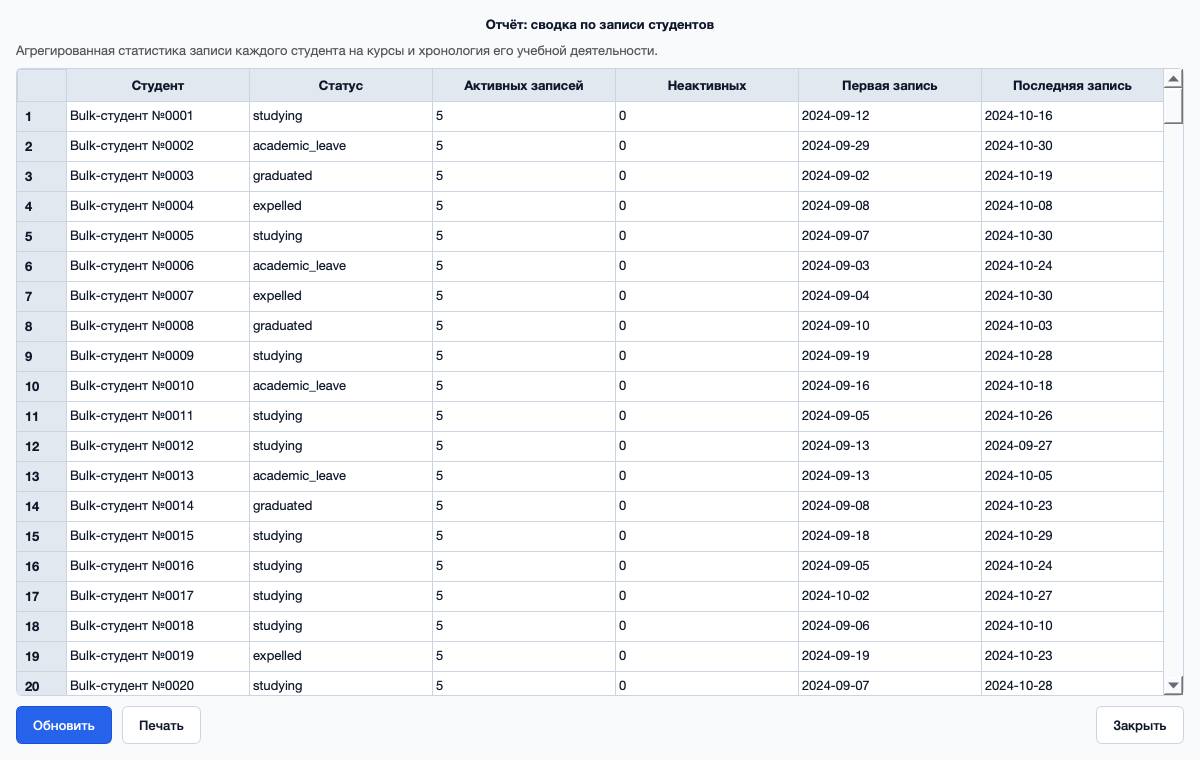 Отчёт: сводка по записи студентов
Агрегированная статистика записи каждого студента на курсы и хронология его учебной деятельности.
Студент Статус Активных записей Неактивных Первая запись Последняя запись
1 Bulk-студент №0001 studying 5 0 2024-09-12 2024-10-16
2 Bulk-студент №0002 academic_leave 5 0 2024-09-29 2024-10-30
3 Bulk-студент №0003 graduated 5 0 2024-09-02 2024-10-19
4 Bulk-студент №0004 expelled 5 0 2024-09-08 2024-10-08
5 Bulk-студент №0005 studying 5 0 2024-09-07 2024-10-30
6 Bulk-студент №0006 academic_leave 5 0 2024-09-03 2024-10-24
7 Bulk-студент №0007 expelled 5 0 2024-09-04 2024-10-30
8 Bulk-студент №0008 graduated 5 0 2024-09-10 2024-10-03
9 Bulk-студент №0009 studying 5 0 2024-09-19 2024-10-28
10 Bulk-студент №0010 academic_leave 5 0 2024-09-16 2024-10-18
11 Bulk-студент №0011 studying 5 0 2024-09-05 2024-10-26
12 Bulk-студент №0012 studying 5 0 2024-09-13 2024-09-27
13 Bulk-студент №0013 academic_leave 5 0 2024-09-13 2024-10-05
14 Bulk-студент №0014 graduated 5 0 2024-09-08 2024-10-23
15 Bulk-студент №0015 studying 5 0 2024-09-18 2024-10-29
16 Bulk-студент №0016 studying 5 0 2024-09-05 2024-10-24
17 Bulk-студент №0017 studying 5 0 2024-10-02 2024-10-27
18 Bulk-студент №0018 studying 5 0 2024-09-06 2024-10-10
19 Bulk-студент №0019 expelled 5 0 2024-09-19 2024-10-23
20 Bulk-студент №0020 studying 5 0 2024-09-07 2024-10-28
Обновить Печать Закрыть